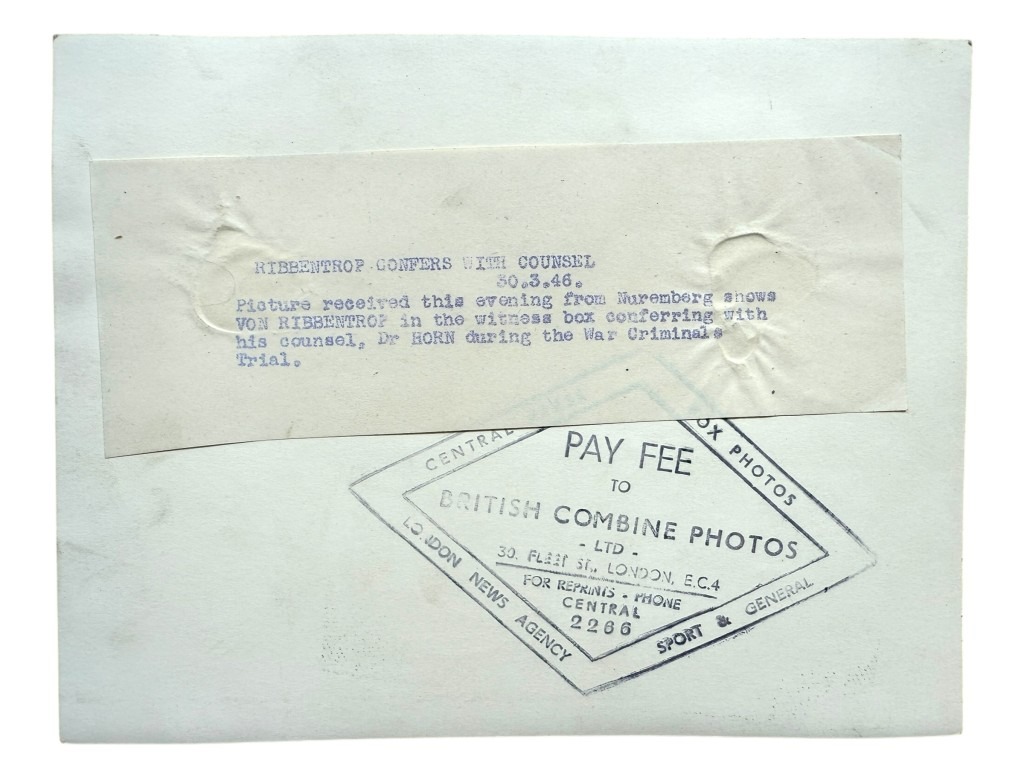 RIBBENTROP CONFERS WITH COUNSEL
30.3.46.
Picture received this evening from Nuremberg shows
VON RIBBENTROP in the witness box conferring with
his counsel, Dr HORN during the War Criminals
Trial.
CENTRAL PRESS
OX PHOTOS
PAY FEE
TO
BRITISH COMBINE PHOTOS
- LTD -
30, FLEET ST., LONDON, E.C.4
FOR REPRINTS - PHONE
CENTRAL
2266
LONDON NEWS AGENCY
SPORT & GENERAL